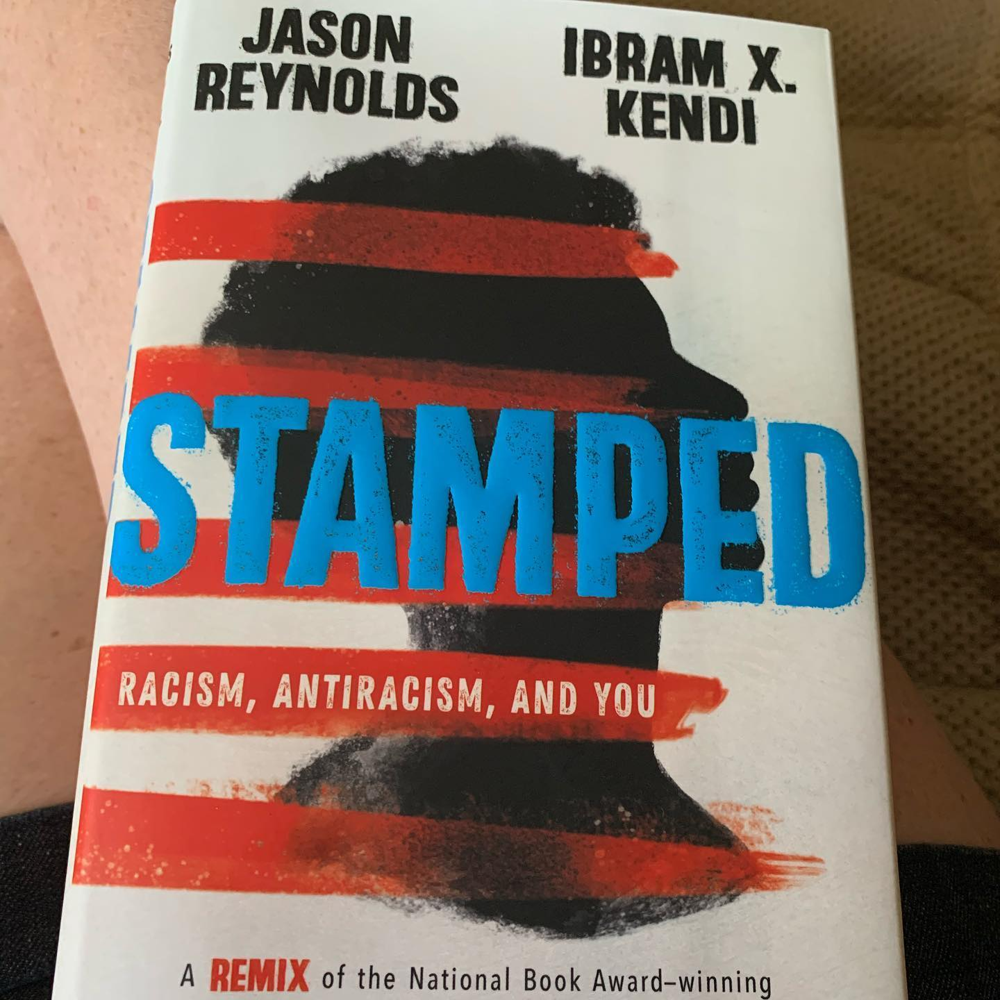 JASON
REYNOLDS
IBRAM X.
KENDI
STAMPED
RACISM, ANTIRACISM, AND YOU
A REMIX of the National Book Award–winning